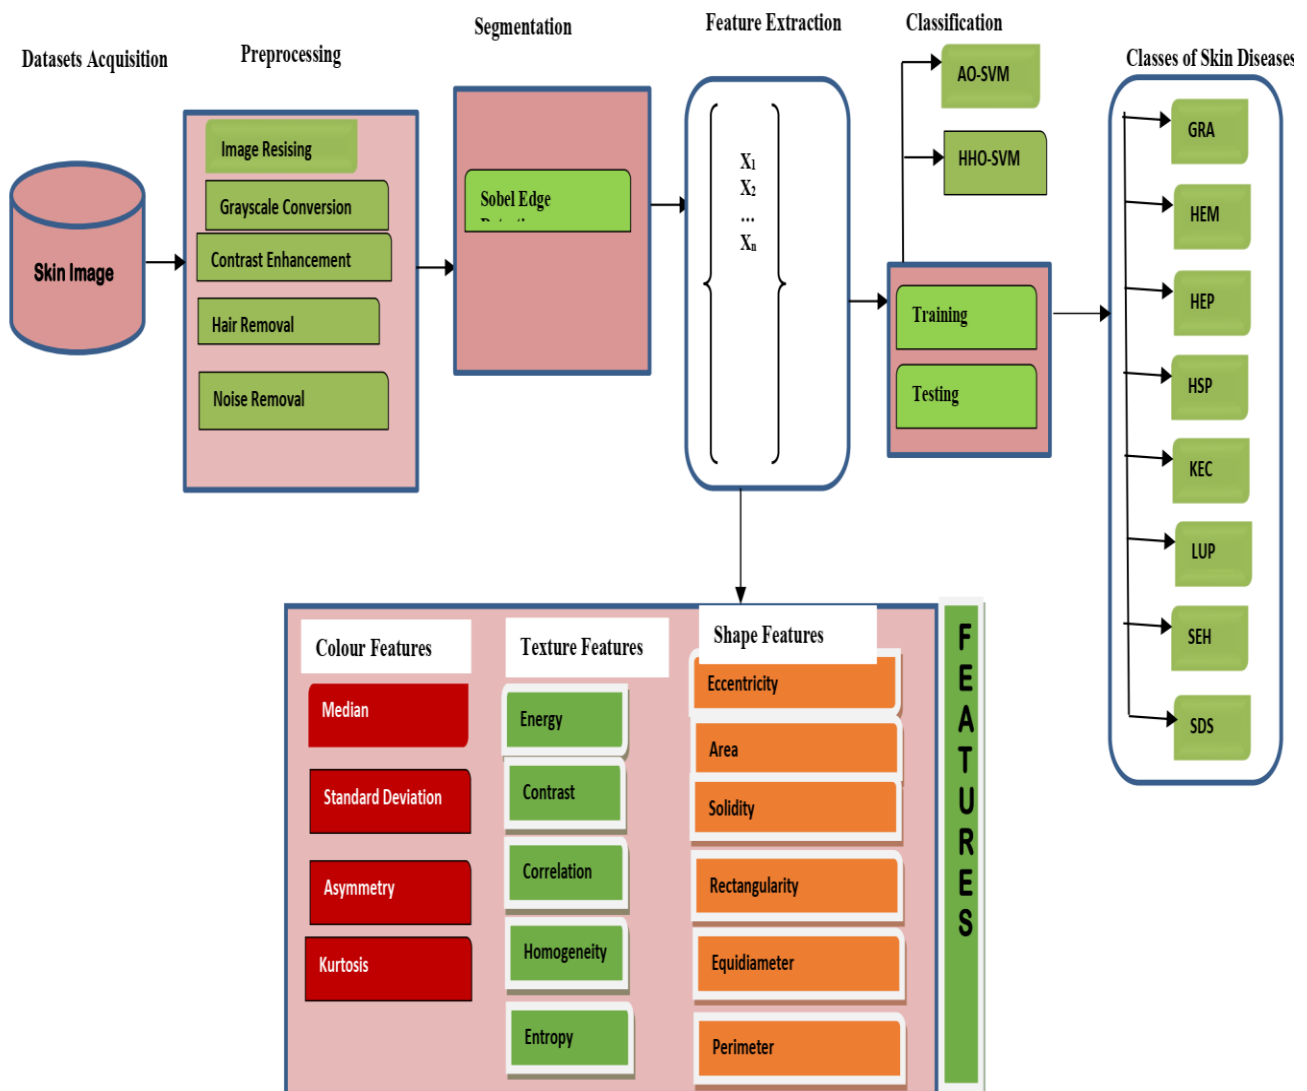 Datasets Acquisition
Preprocessing
Segmentation
Feature Extraction
Classification
Classes of Skin Diseases
Skin Image
Image Resising
Grayscale Conversion
Contrast Enhancement
Hair Removal
Noise Removal
Sobel Edge
X₁
X₂
...
Xₙ
AO-SVM
HHO-SVM
Training
Testing
GRA
HEM
HEP
HSP
KEC
LUP
SEH
SDS
Colour Features
Median
Standard Deviation
Asymmetry
Kurtosis
Texture Features
Energy
Contrast
Correlation
Homogeneity
Entropy
Shape Features
Eccentricity
Area
Solidity
Rectangularity
Equidiameter
Perimeter
FEATURES